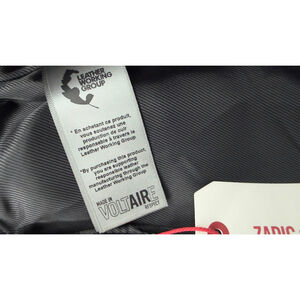 LEATHER
WORKING
GROUP
*En achetant ce produit,
vous soutenez une
production de cuir
responsable à travers le
Leather Working Group
*By purchasing this product,
you are supporting
responsible leather
manufacturing through the
Leather Working Group
MADE IN
VOLTAIRE
RESPECT
ZADIG